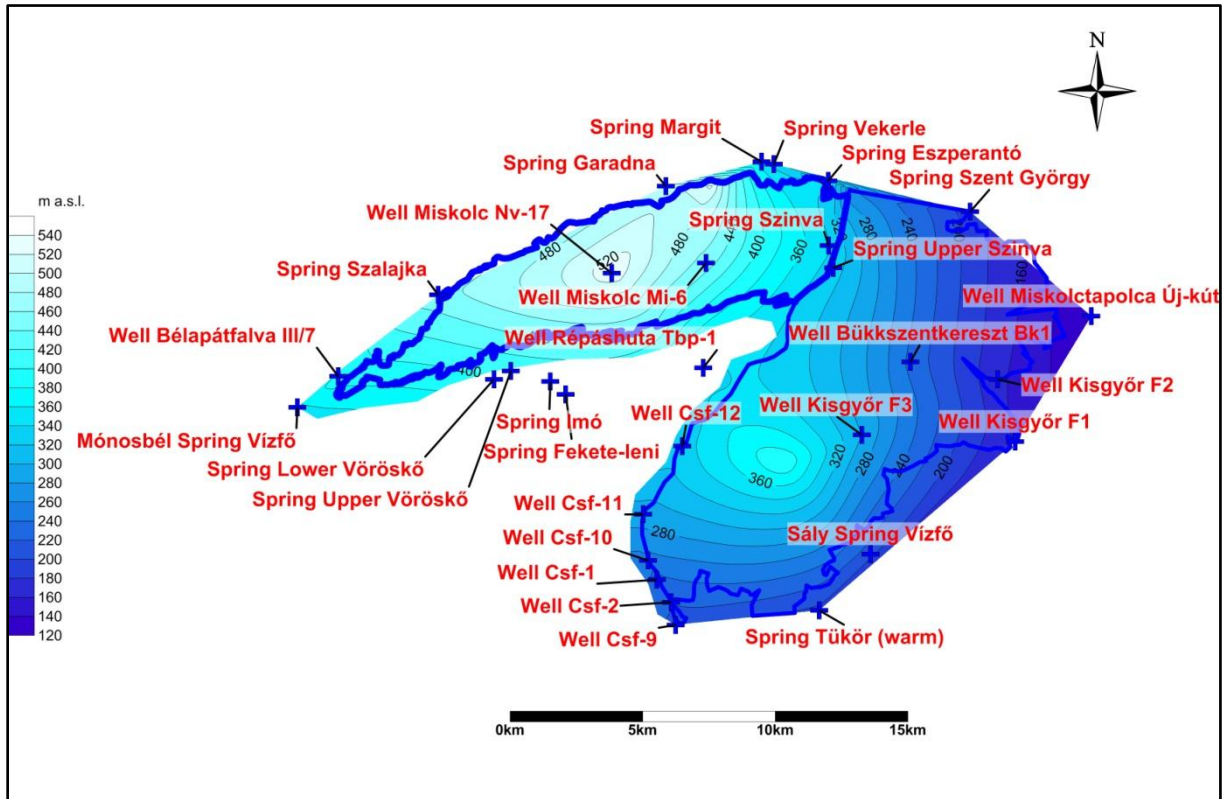 N
Spring Margit
Spring Vekerle
Spring Garadna
Spring Eszperantó
Spring Szent György
Well Miskolc Nv-17
Spring Szinva
Spring Upper Szinva
Spring Szalajka
Well Miskolc Mi-6
Well Miskolctapolca Új-kút
Well Bélapátfalva III/7
Well Répáshuta Tbp-1
Well Bükkszentkereszt Bk1
Well Kisgyőr F2
Mónosbél Spring Vízfő
Spring Imó
Well Csf-12
Well Kisgyőr F3
Well Kisgyőr F1
Spring Lower Vöröskő
Spring Fekete-leni
Spring Upper Vöröskő
Well Csf-11
Well Csf-10
Sály Spring Vízfő
Well Csf-1
Well Csf-2
Well Csf-9
Spring Tükör (warm)
m a.s.l.
540
520
500
480
460
440
420
400
380
360
340
320
300
280
260
240
220
200
180
160
140
120
480
520
480
400
360
280
240
160
400
360
320
280
240
200
280
0km
5km
10km
15km